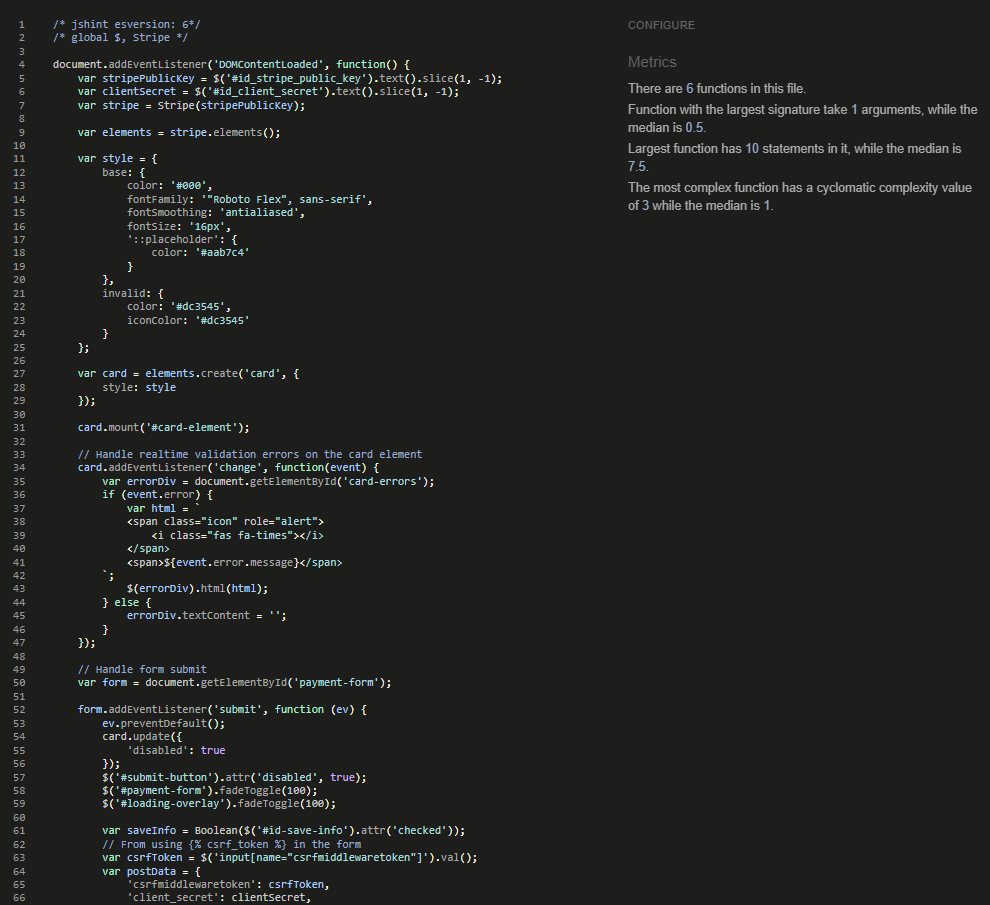 1 /* jshint esversion: 6*/
2 /* global $, Stripe */
3
4 document.addEventListener('DOMContentLoaded', function() {
5     var stripePublicKey = $('#id_stripe_public_key').text().slice(1, -1);
6     var clientSecret = $('#id_client_secret').text().slice(1, -1);
7     var stripe = Stripe(stripePublicKey);
8
9     var elements = stripe.elements();
10
11     var style = {
12         base: {
13             color: '#000',
14             fontFamily: '"Roboto Flex", sans-serif',
15             fontSmoothing: 'antialiased',
16             fontSize: '16px',
17             '::placeholder': {
18                 color: '#aab7c4'
19             }
20         },
21         invalid: {
22             color: '#dc3545',
23             iconColor: '#dc3545'
24         }
25     };
26
27     var card = elements.create('card', {
28         style: style
29     });
30
31     card.mount('#card-element');
32
33     // Handle realtime validation errors on the card element
34     card.addEventListener('change', function(event) {
35         var errorDiv = document.getElementById('card-errors');
36         if (event.error) {
37             var html = `
38             <span class="icon" role="alert">
39                 <i class="fas fa-times"></i>
40             </span>
41             <span>${event.error.message}</span>
42         `;
43             $(errorDiv).html(html);
44         } else {
45             errorDiv.textContent = '';
46         }
47     });
48
49     // Handle form submit
50     var form = document.getElementById('payment-form');
51
52     form.addEventListener('submit', function (ev) {
53         ev.preventDefault();
54         card.update({
55             'disabled': true
56         });
57         $('#submit-button').attr('disabled', true);
58         $('#payment-form').fadeToggle(100);
59         $('#loading-overlay').fadeToggle(100);
60
61         var saveInfo = Boolean($('#id-save-info').attr('checked'));
62         // From using {% csrf_token %} in the form
63         var csrfToken = $('input[name="csrfmiddlewaretoken"]').val();
64         var postData = {
65             'csrfmiddlewaretoken': csrfToken,
66             'client_secret': clientSecret,
CONFIGURE
Metrics
There are 6 functions in this file.
Function with the largest signature take 1 arguments, while the
median is 0.5.
Largest function has 10 statements in it, while the median is
7.5.
The most complex function has a cyclomatic complexity value
of 3 while the median is 1.